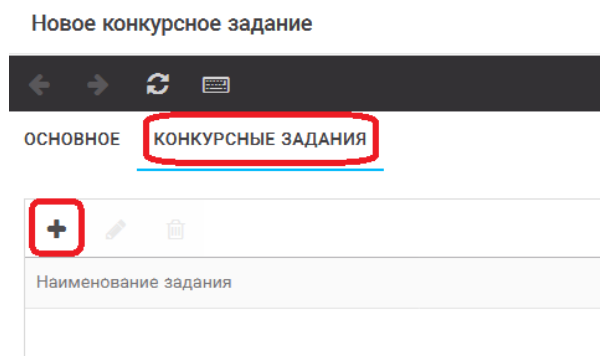 Новое конкурсное задание
ОСНОВНОЕ КОНКУРСНЫЕ ЗАДАНИЯ
Наименование задания